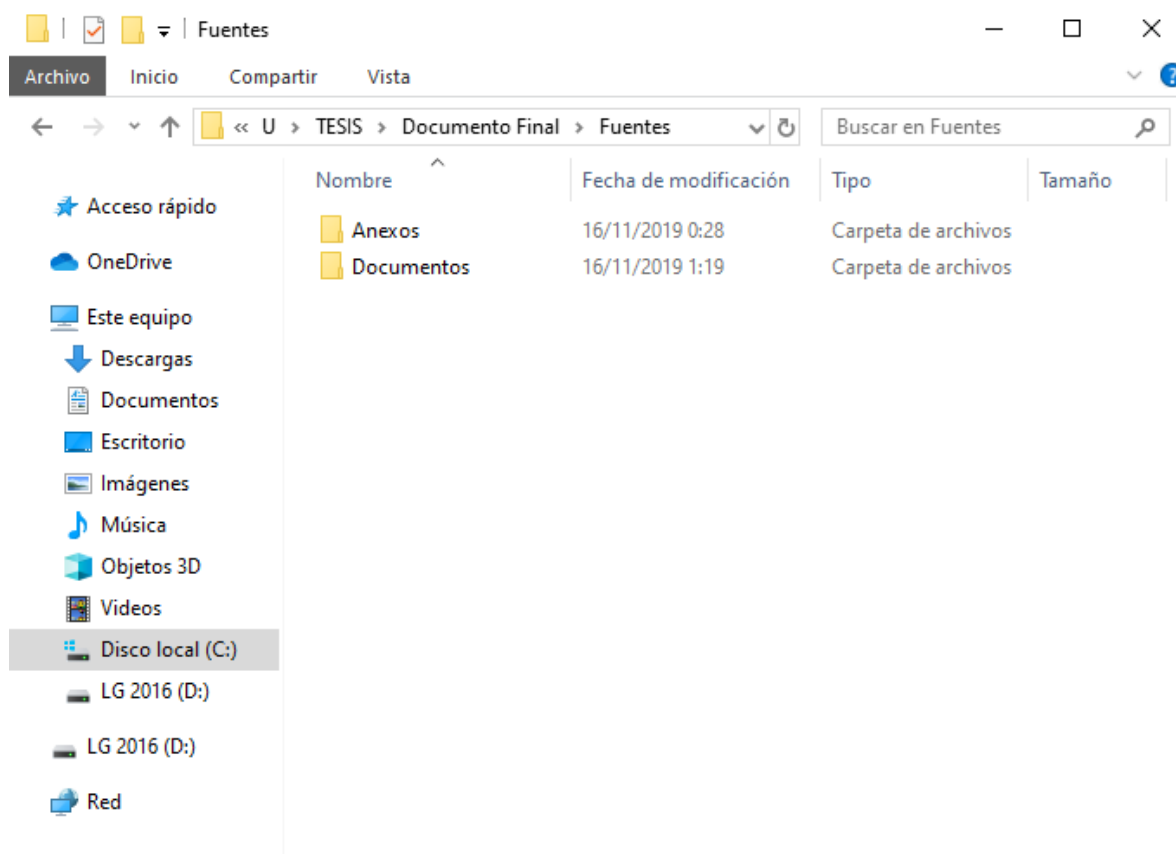 Fuentes
Archivo Inicio Compartir Vista
« U > TESIS > Documento Final > Fuentes Buscar en Fuentes
Nombre Fecha de modificación Tipo Tamaño
Acceso rápido
OneDrive
Este equipo
Descargas
Documentos
Escritorio
Imágenes
Música
Objetos 3D
Videos
Disco local (C:)
LG 2016 (D:)
LG 2016 (D:)
Red
Anexos 16/11/2019 0:28 Carpeta de archivos
Documentos 16/11/2019 1:19 Carpeta de archivos